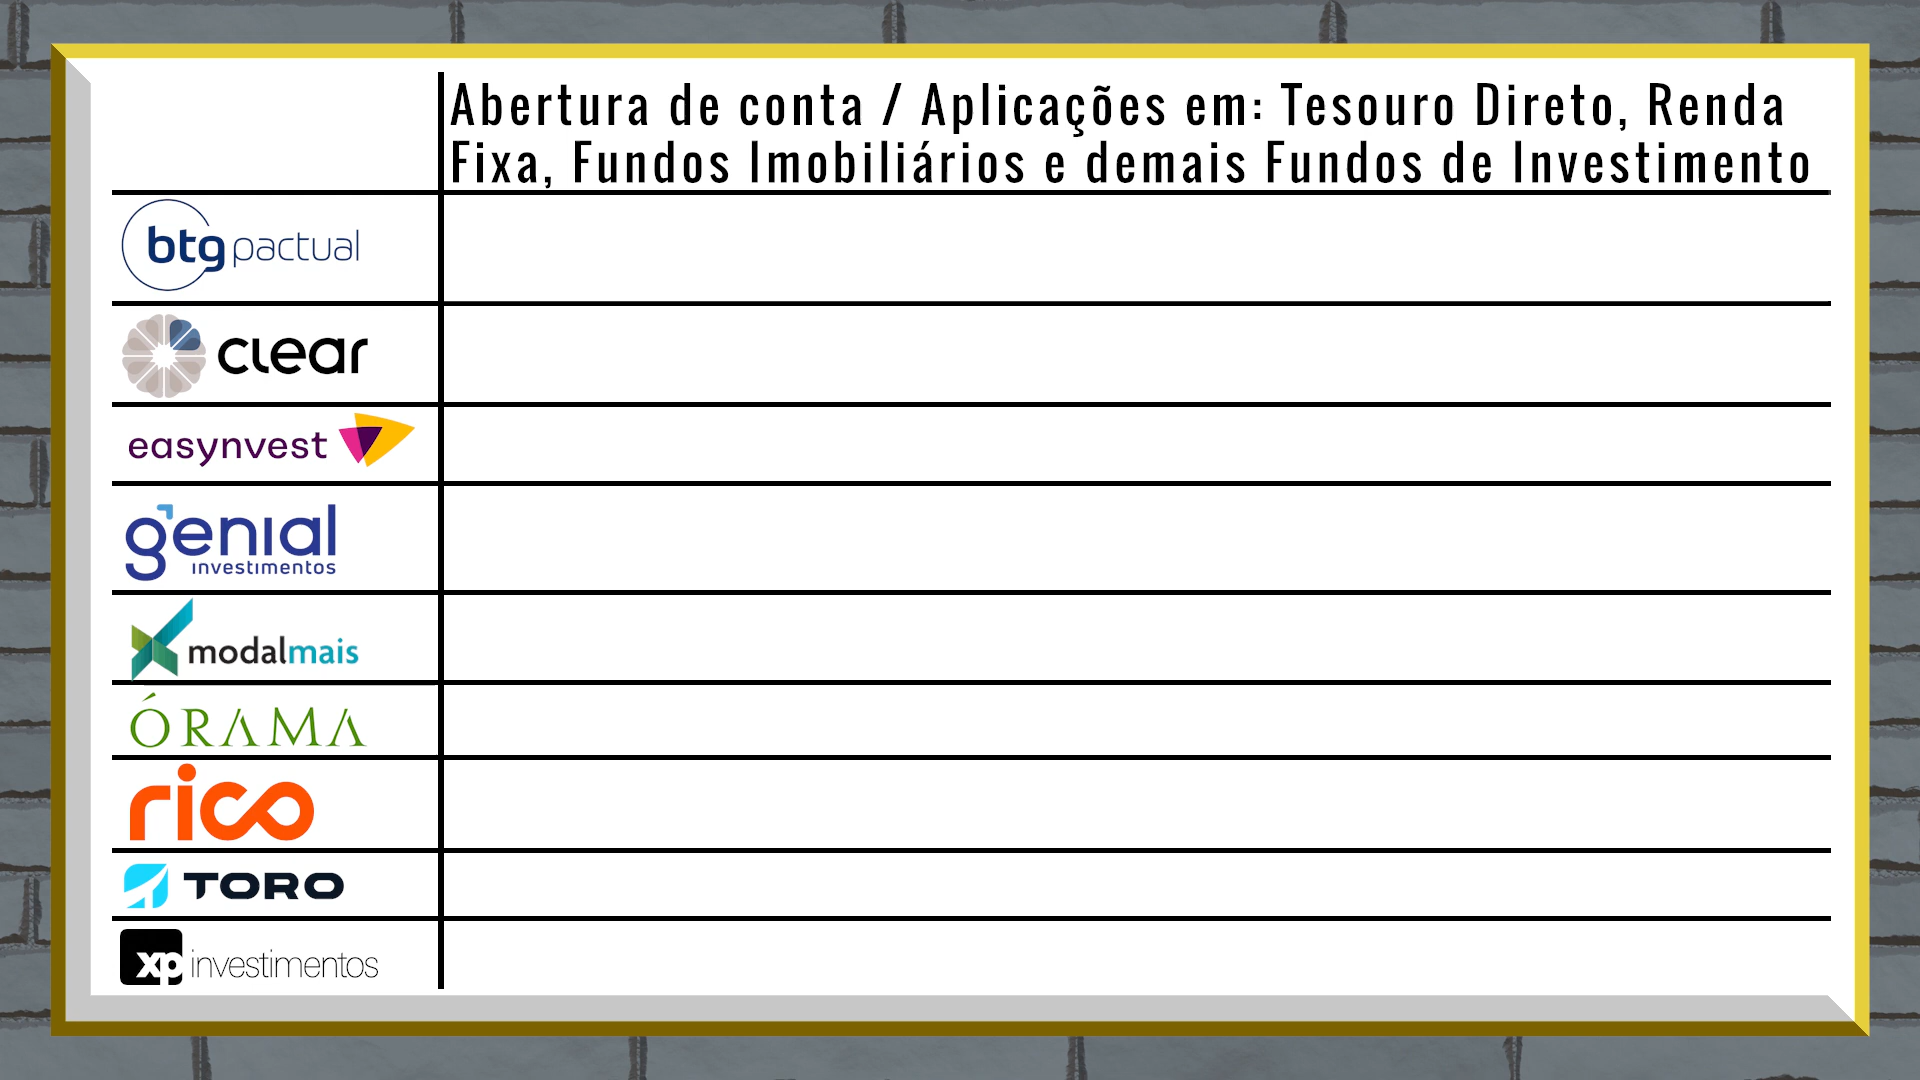 Abertura de conta / Aplicações em: Tesouro Direto, Renda
Fixa, Fundos Imobiliários e demais Fundos de Investimento
btg pactual
clear
easynvest
genial
investimentos
modalmais
ÓRAMA
rico
TORO
xp investimentos